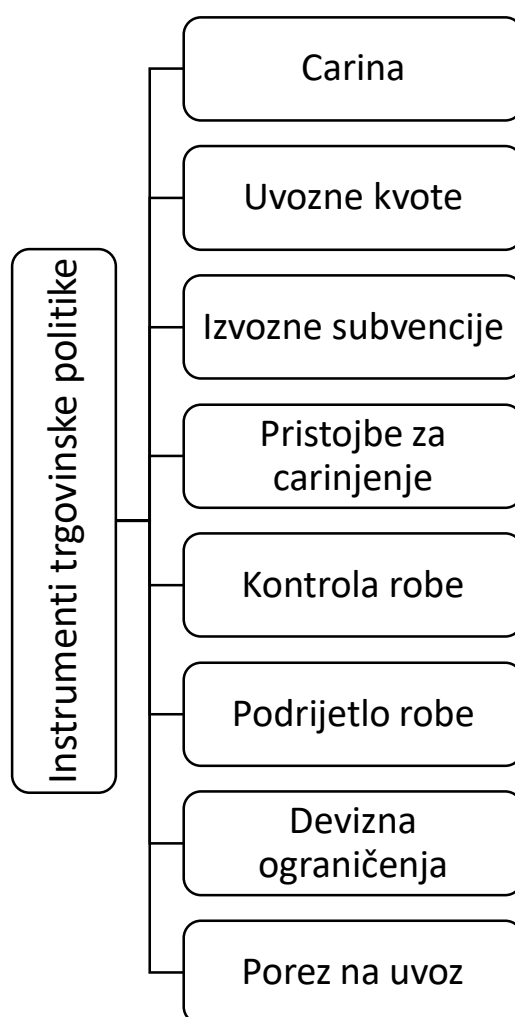 Instrumenti trgovinske politike
Carina
Uvozne kvote
Izvozne subvencije
Pristojbe za
carinjenje
Kontrola robe
Podrijetlo robe
Devizna
ograničenja
Porez na uvoz